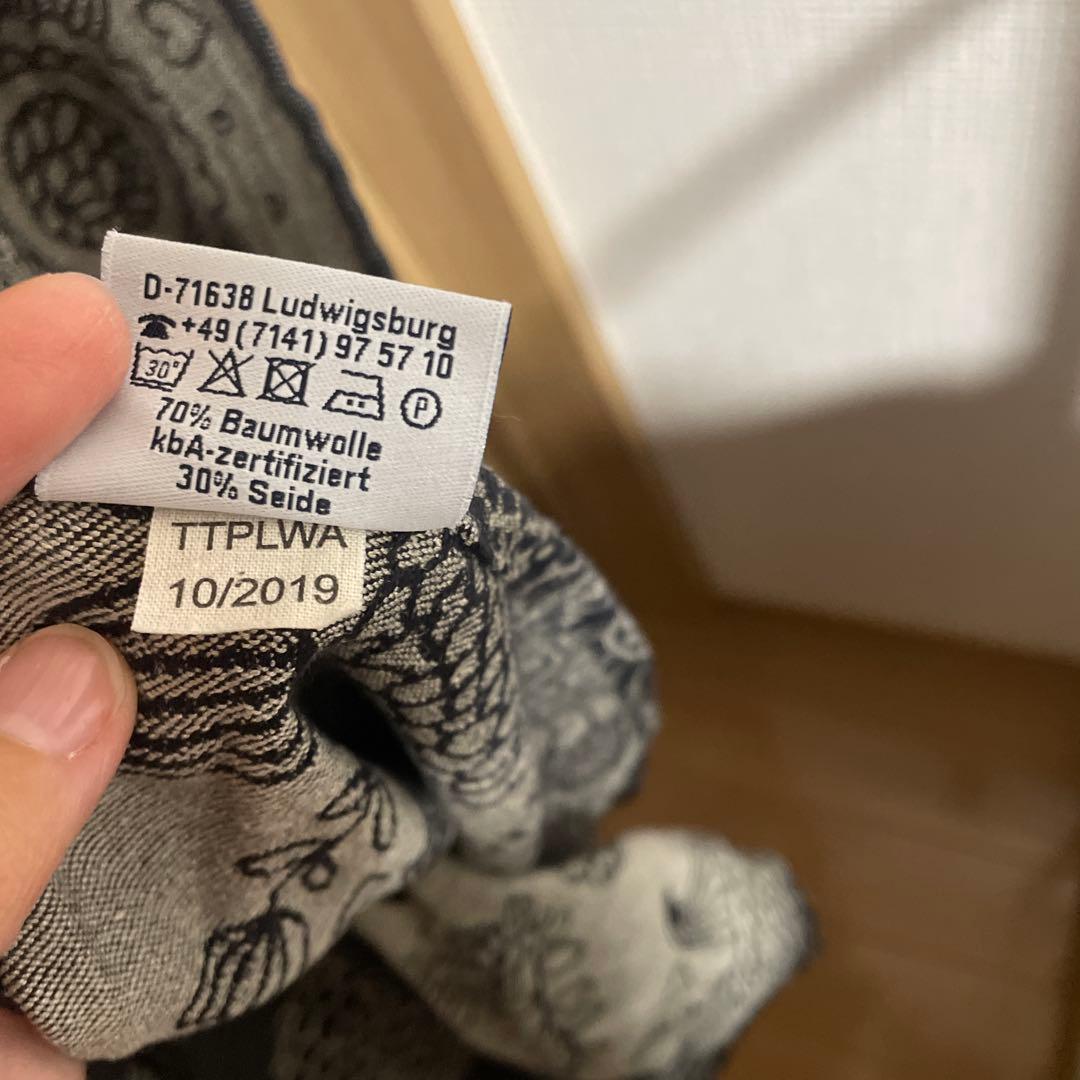 D-71638 Ludwigsburg
☎+49 (7141) 97 57 10
30° P
70% Baumwolle
kbA-zertifiziert
30% Seide
TTPLWA
10/2019